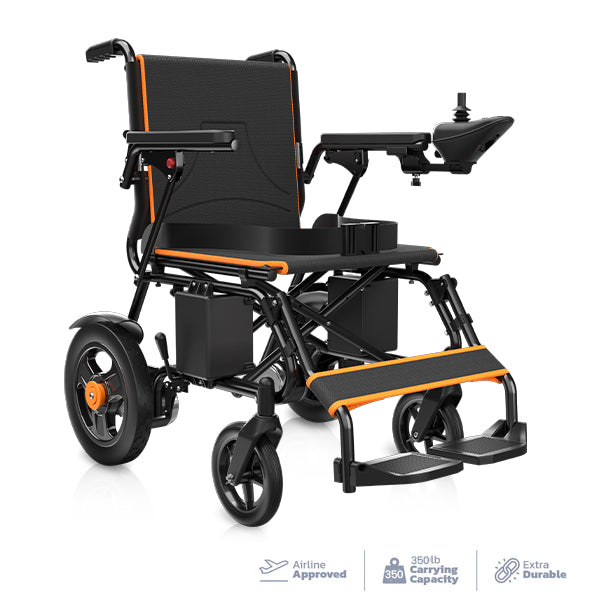 Airline
Approved
350
350lb
Carrying
Capacity
Extra
Durable